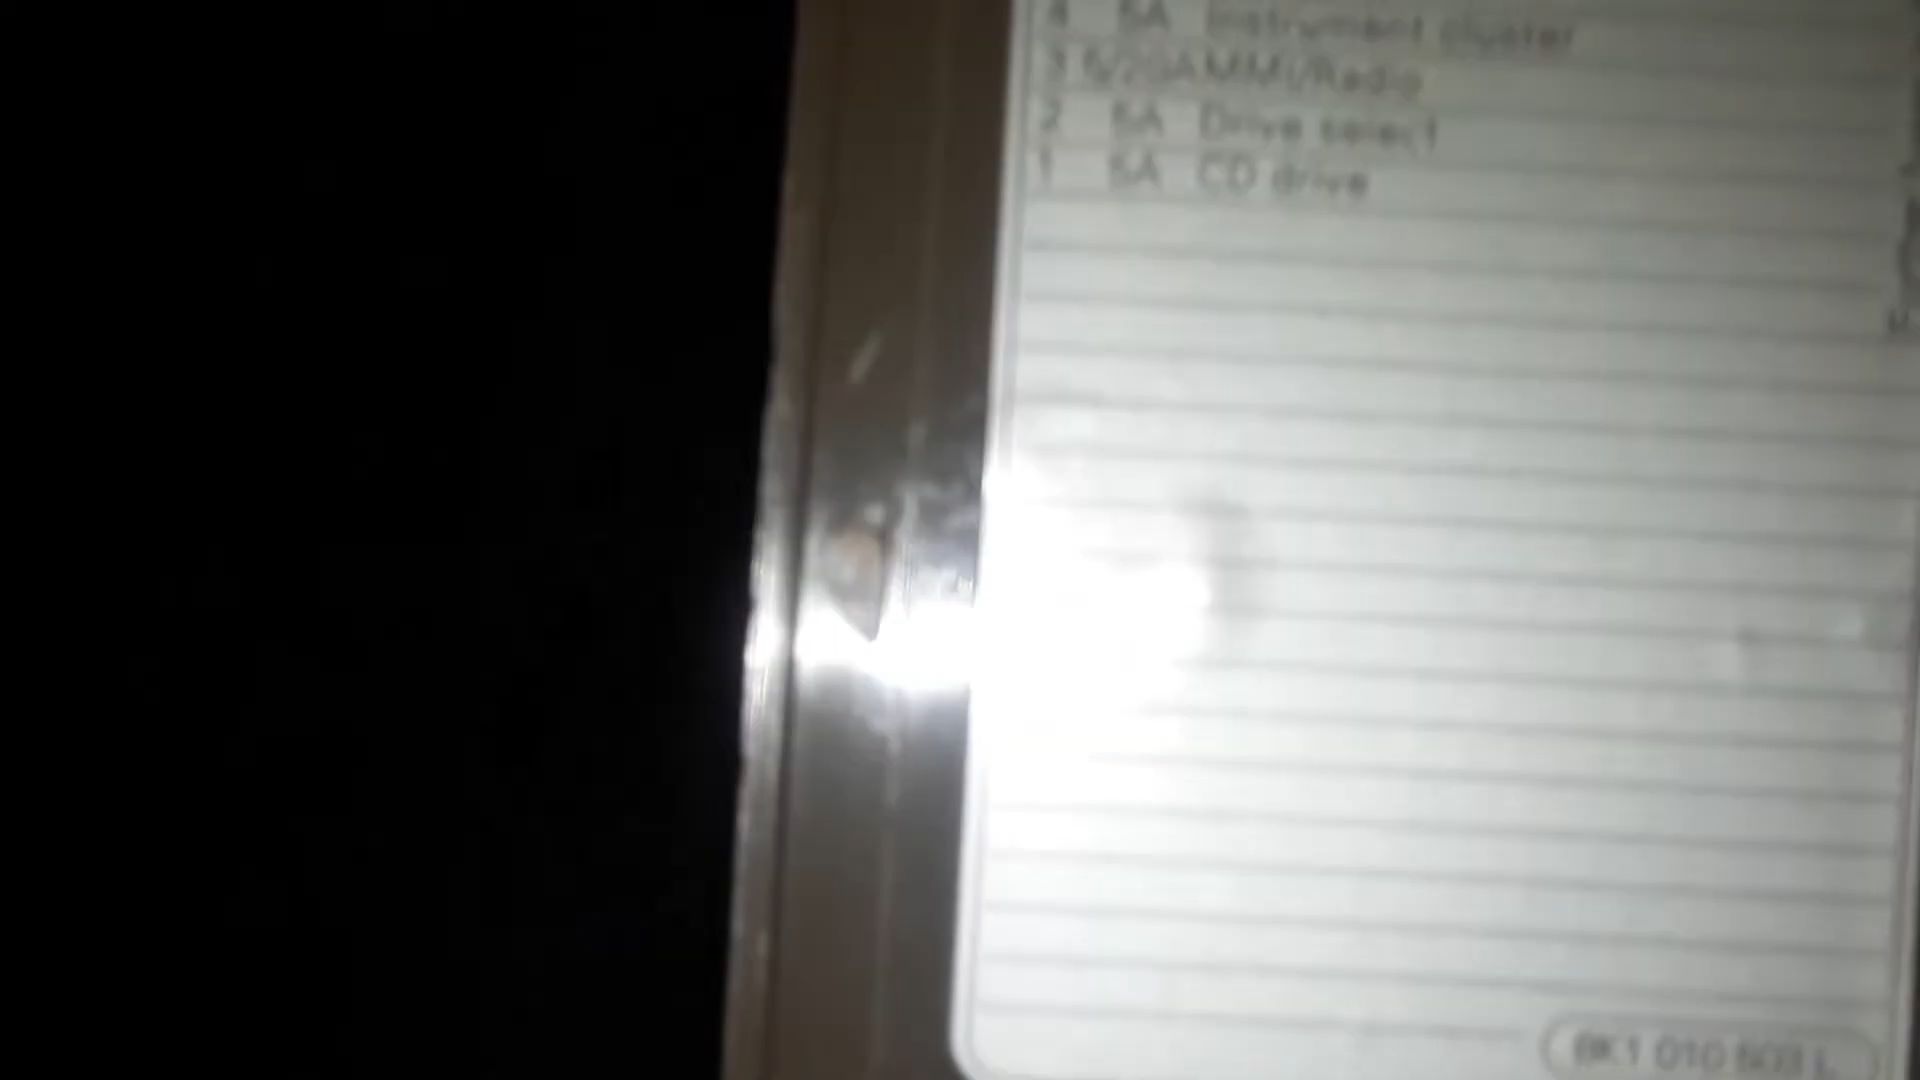 4 5A Instrument cluster
3 5/20A MMI/Radio
2 5A Drive select
1 5A CD drive
8K1 010 503 L